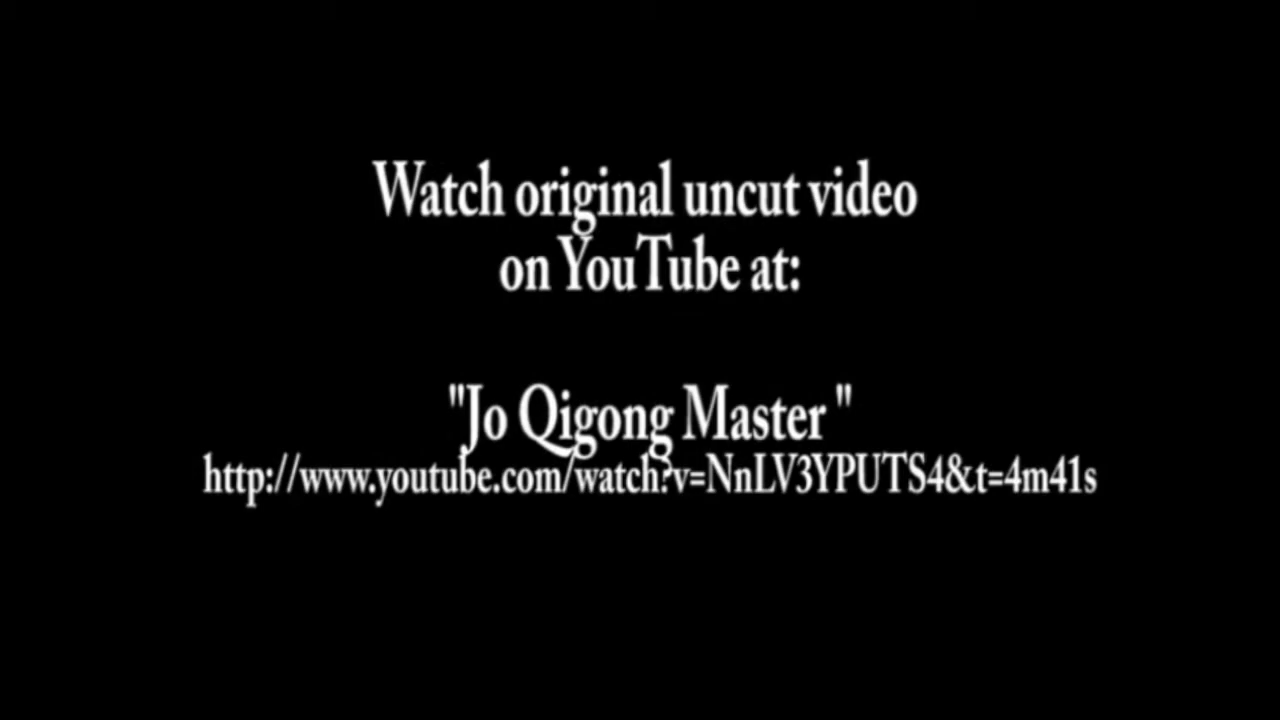 Watch original uncut video
on YouTube at:
"Jo Qigong Master "
http://www.youtube.com/watch?v=NnLV3YPUTS4&t=4m41s